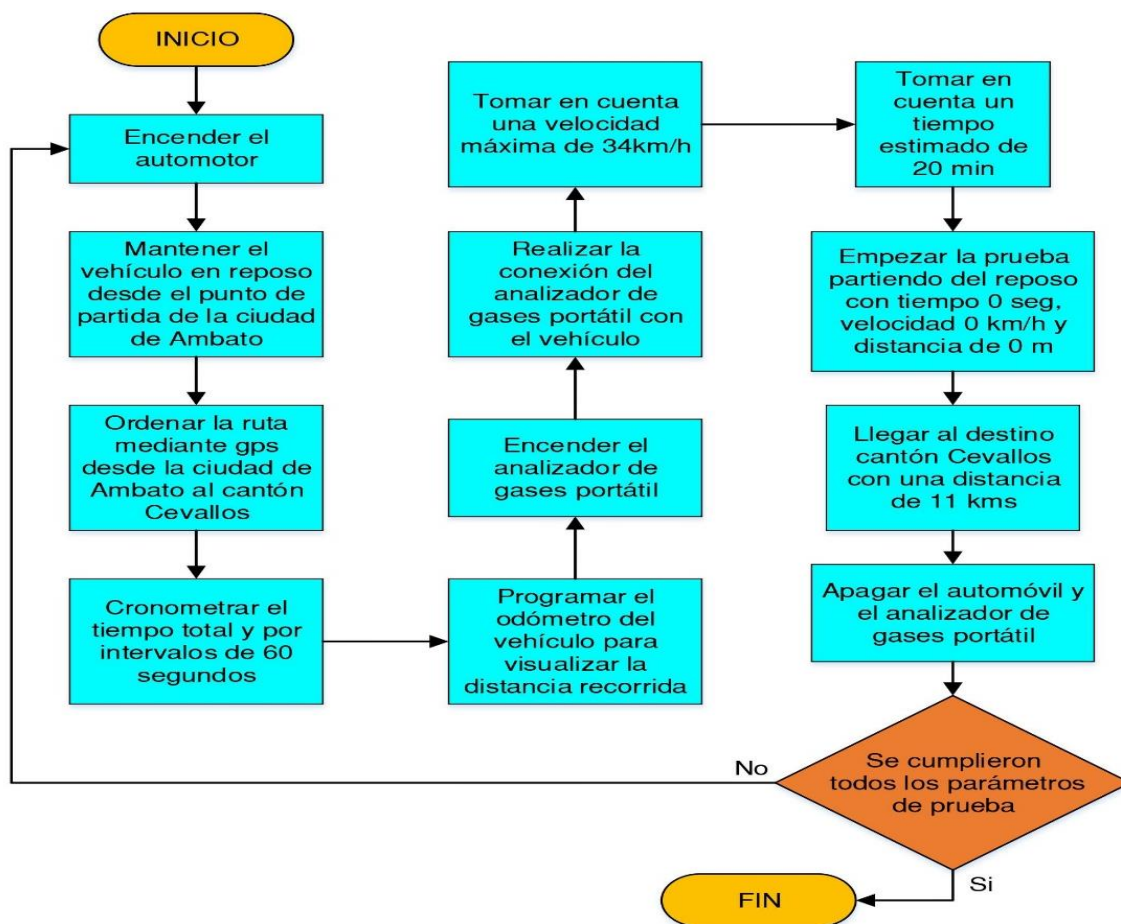 INICIO
Encender el
automotor
Mantener el
vehículo en reposo
desde el punto de
partida de la ciudad
de Ambato
Ordenar la ruta
mediante gps
desde la ciudad de
Ambato al cantón
Cevallos
Cronometrar el
tiempo total y por
intervalos de 60
segundos
Programar el
odómetro del
vehículo para
visualizar la
distancia recorrida
Encender el
analizador de
gases portátil
Realizar la
conexión del
analizador de
gases portátil con
el vehículo
Tomar en cuenta
una velocidad
máxima de 34km/h
Tomar en
cuenta un
tiempo
estimado de
20 min
Empezar la prueba
partiendo del reposo
con tiempo 0 seg,
velocidad 0 km/h y
distancia de 0 m
Llegar al destino
cantón Cevallos
con una distancia
de 11 kms
Apagar el automóvil y
el analizador de
gases portátil
Se cumplieron
todos los parámetros
de prueba
No
Si
FIN